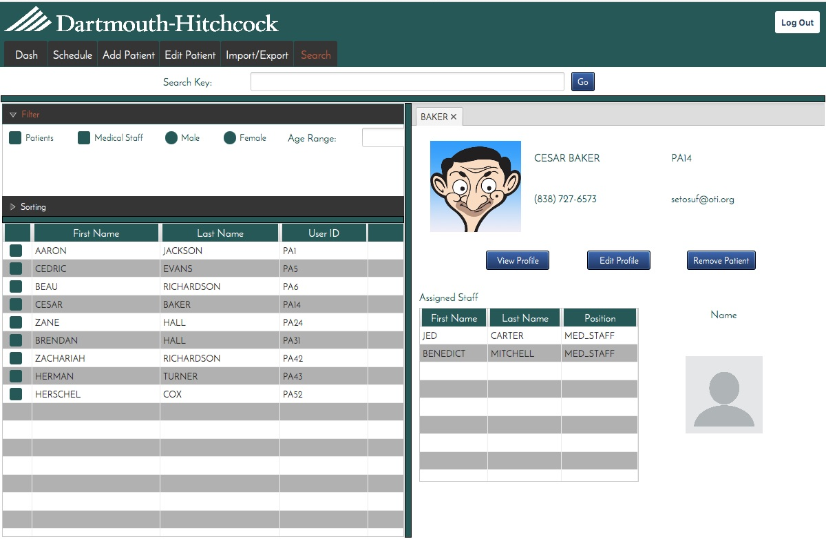 Dartmouth-Hitchcock
Log Out
Dash Schedule Add Patient Edit Patient Import/Export Search
Search Key: Go
Filter
Patients Medical Staff Male Female Age Range:
Sorting
First Name Last Name User ID
AARON JACKSON PA1
CEDRIC EVANS PA5
BEAU RICHARDSON PA6
CESAR BAKER PA14
ZANE HALL PA24
BRENDAN HALL PA31
ZACHARIAH RICHARDSON PA42
HERMAN TURNER PA43
HERSCHEL COX PA52
BAKER ✕
CESAR BAKER PA14
(838) 727-6573 setosuf@oti.org
View Profile Edit Profile Remove Patient
Assigned Staff
First Name Last Name Position
JED CARTER MED_STAFF
BENEDICT MITCHELL MED_STAFF
Name